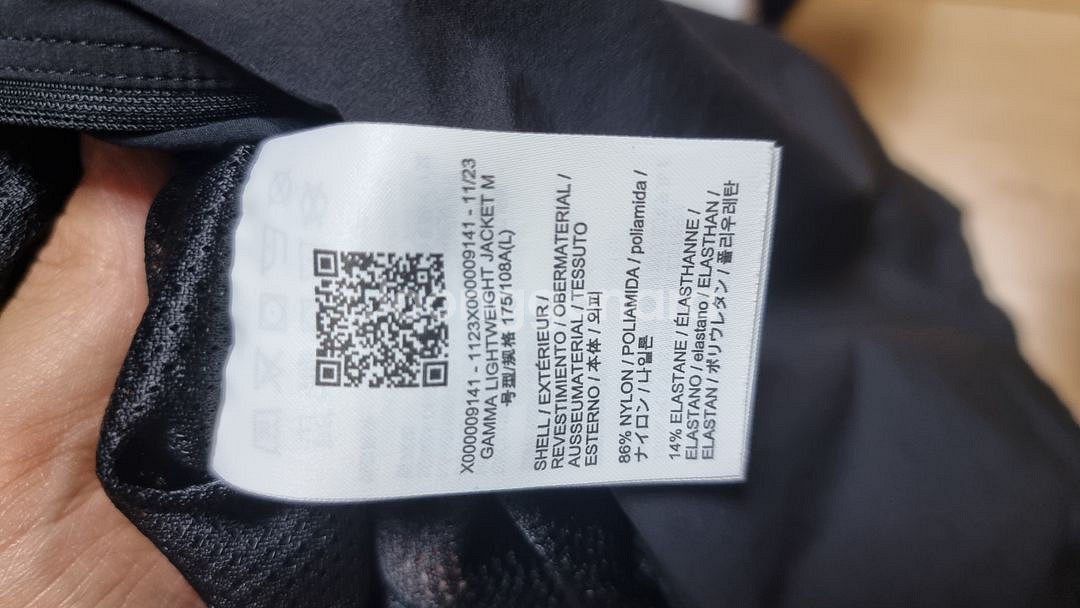 X000009141 - 1123X0000009141 - 11/23
GAMMA LIGHTWEIGHT JACKET M
号型/规格 175/108A(L)
SHELL / EXTÉRIEUR /
REVESTIMIENTO / OBERMATERIAL /
AUSSEUMATERIAL / TESSUTO
ESTERNO / 本体 / 외피
86% NYLON / POLIAMIDA / poliamida /
ナイロン / 나일론
14% ELASTANE / ÉLASTHANNE /
ELASTANO / elastano / ELASTHAN /
ELASTAN / ポリウレタン / 폴리우레탄